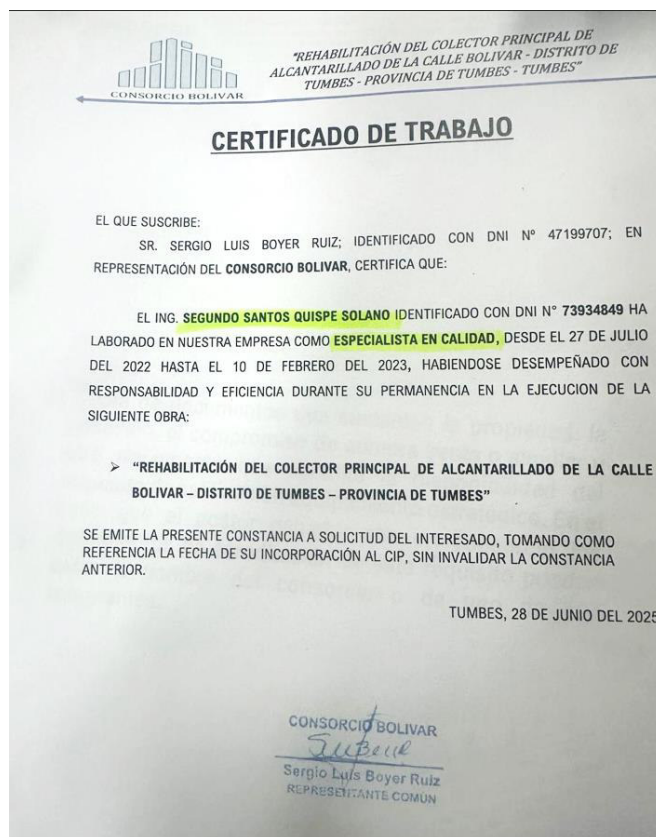 "REHABILITACIÓN DEL COLECTOR PRINCIPAL DE
ALCANTARILLADO DE LA CALLE BOLIVAR - DISTRITO DE
TUMBES - PROVINCIA DE TUMBES - TUMBES"
CONSORCIO BOLIVAR
CERTIFICADO DE TRABAJO
EL QUE SUSCRIBE:
SR. SERGIO LUIS BOYER RUIZ; IDENTIFICADO CON DNI Nº 47199707; EN
REPRESENTACIÓN DEL CONSORCIO BOLIVAR, CERTIFICA QUE:
EL ING. SEGUNDO SANTOS QUISPE SOLANO IDENTIFICADO CON DNI N° 73934849 HA
LABORADO EN NUESTRA EMPRESA COMO ESPECIALISTA EN CALIDAD, DESDE EL 27 DE JULIO
DEL 2022 HASTA EL 10 DE FEBRERO DEL 2023, HABIENDOSE DESEMPEÑADO CON
RESPONSABILIDAD Y EFICIENCIA DURANTE SU PERMANENCIA EN LA EJECUCION DE LA
SIGUIENTE OBRA:
➢ "REHABILITACIÓN DEL COLECTOR PRINCIPAL DE ALCANTARILLADO DE LA CALLE
BOLIVAR – DISTRITO DE TUMBES – PROVINCIA DE TUMBES"
SE EMITE LA PRESENTE CONSTANCIA A SOLICITUD DEL INTERESADO, TOMANDO COMO
REFERENCIA LA FECHA DE SU INCORPORACIÓN AL CIP, SIN INVALIDAR LA CONSTANCIA
ANTERIOR.
TUMBES, 28 DE JUNIO DEL 2025
CONSORCIO BOLIVAR
Sergio Luis Boyer Ruiz
REPRESENTANTE COMÚN